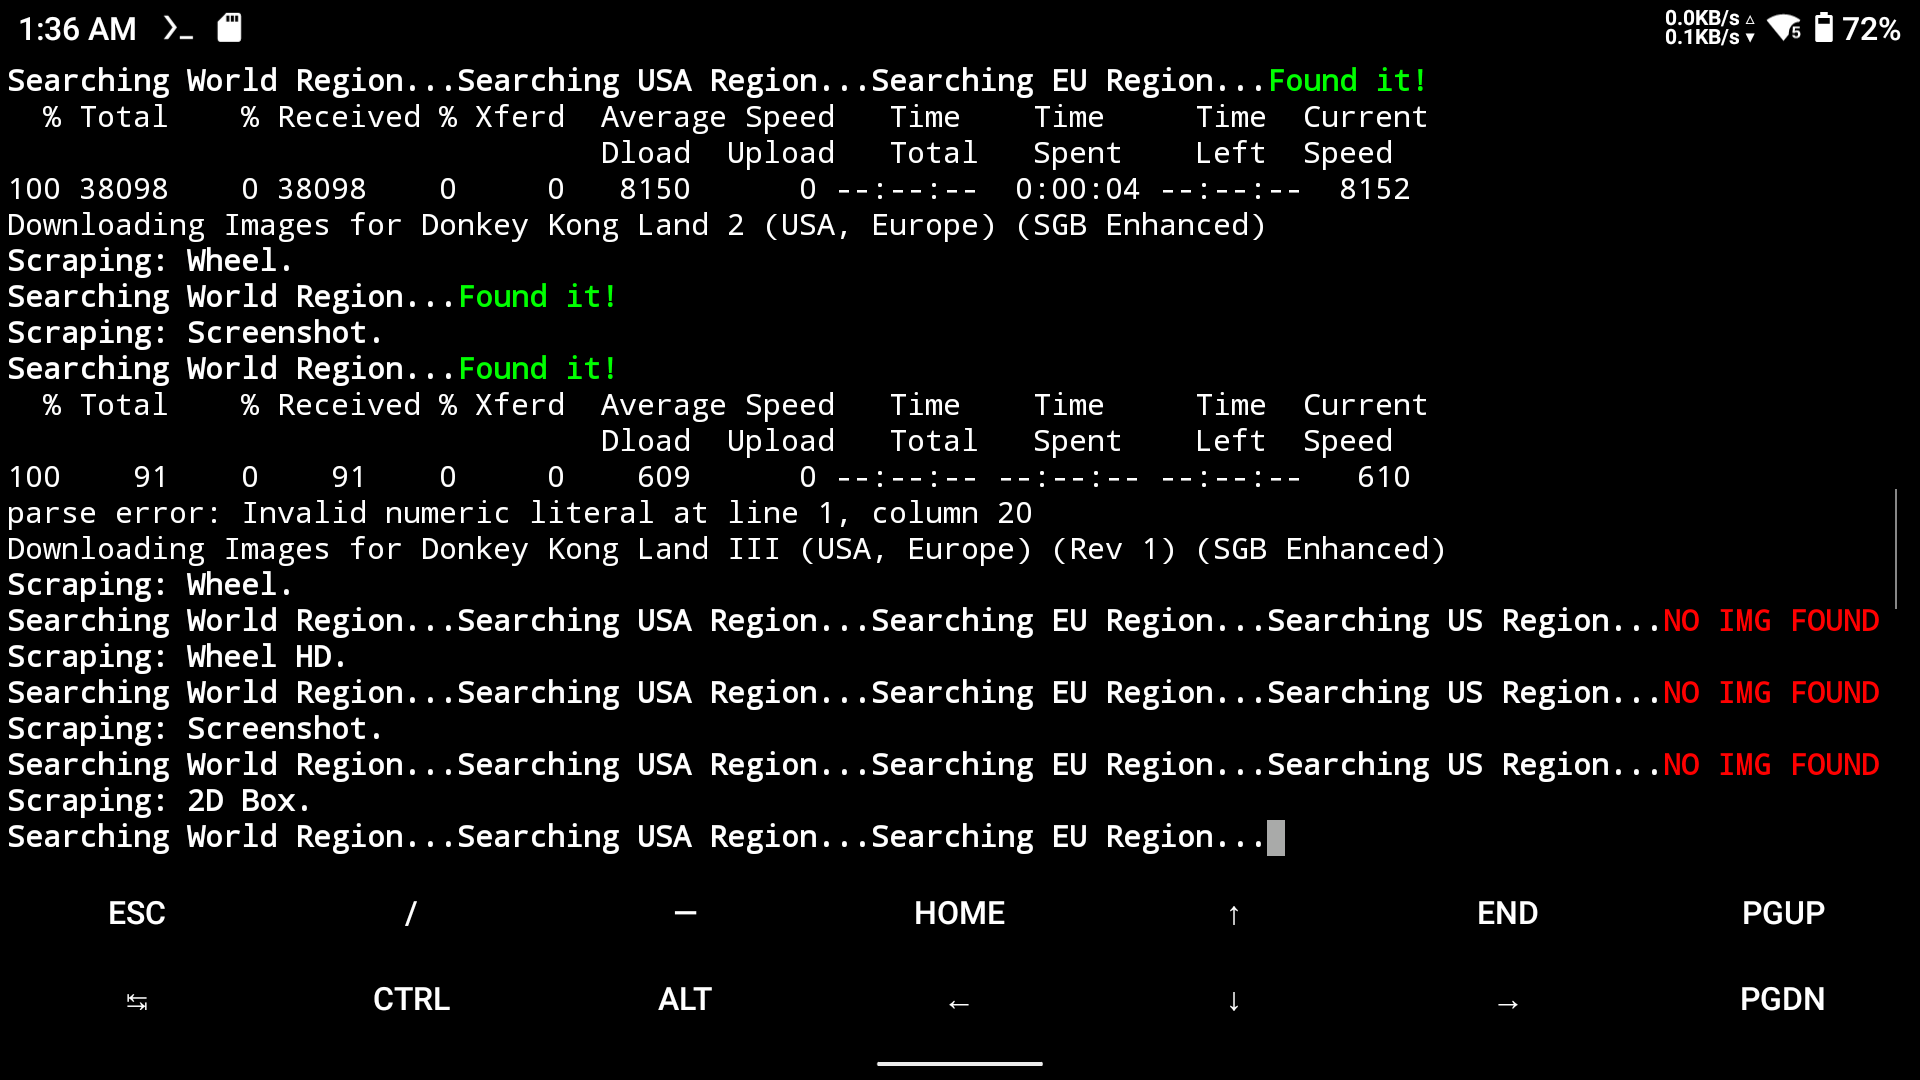 1:36 AM
0.0KB/s △
0.1KB/s ▼
5
72%
Searching World Region...Searching USA Region...Searching EU Region...Found it!
% Total % Received % Xferd Average Speed Time Time Time Current
Dload Upload Total Spent Left Speed
100 38098 0 38098 0 0 8150 0 --:--:-- 0:00:04 --:--:-- 8152
Downloading Images for Donkey Kong Land 2 (USA, Europe) (SGB Enhanced)
Scraping: Wheel.
Searching World Region...Found it!
Scraping: Screenshot.
Searching World Region...Found it!
% Total % Received % Xferd Average Speed Time Time Time Current
Dload Upload Total Spent Left Speed
100 91 0 91 0 0 609 0 --:--:-- --:--:-- --:--:-- 610
parse error: Invalid numeric literal at line 1, column 20
Downloading Images for Donkey Kong Land III (USA, Europe) (Rev 1) (SGB Enhanced)
Scraping: Wheel.
Searching World Region...Searching USA Region...Searching EU Region...Searching US Region...NO IMG FOUND
Scraping: Wheel HD.
Searching World Region...Searching USA Region...Searching EU Region...Searching US Region...NO IMG FOUND
Scraping: Screenshot.
Searching World Region...Searching USA Region...Searching EU Region...Searching US Region...NO IMG FOUND
Scraping: 2D Box.
Searching World Region...Searching USA Region...Searching EU Region...
ESC / — HOME ↑ END PGUP
↹ CTRL ALT ← ↓ → PGDN